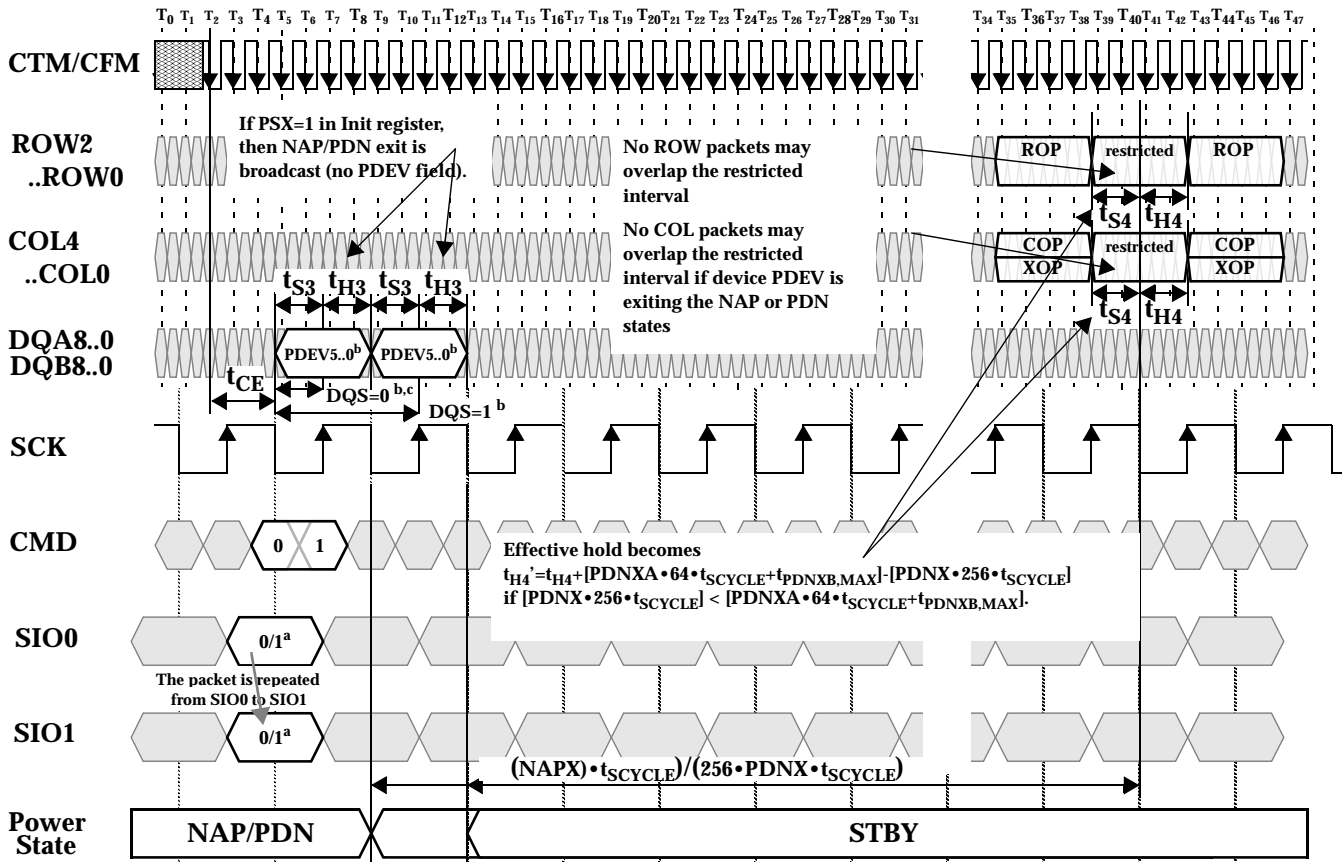 T0 T1 T2 T3 T4 T5 T6 T7 T8 T9 T10 T11 T12 T13 T14 T15 T16 T17 T18 T19 T20 T21 T22 T23 T24 T25 T26 T27 T28 T29 T30 T31 T34 T35 T36 T37 T38 T39 T40 T41 T42 T43 T44 T45 T46 T47
CTM/CFM
If PSX=1 in Init register,
then NAP/PDN exit is
broadcast (no PDEV field).
ROW2
..ROW0
No ROW packets may
overlap the restricted
interval
ROP restricted ROP
tS4 tH4
COL4
..COL0
No COL packets may
overlap the restricted
interval if device PDEV is
exiting the NAP or PDN
states
COP restricted COP
XOP XOP
tS4 tH4
tS3 tH3 tS3 tH3
DQA8..0
DQB8..0
PDEV5..0b PDEV5..0b
tCE
DQS=0 b,c
DQS=1 b
SCK
CMD
0 1
Effective hold becomes
tH4'=tH4+[PDNXA•64•tSCYCLE+tPDNXB,MAX]-[PDNX•256•tSCYCLE]
if [PDNX•256•tSCYCLE] < [PDNXA•64•tSCYCLE+tPDNXB,MAX].
SIO0
0/1a
The packet is repeated
from SIO0 to SIO1
SIO1
0/1a
(NAPX)•tSCYCLE)/(256•PDNX•tSCYCLE)
Power
State
NAP/PDN STBY